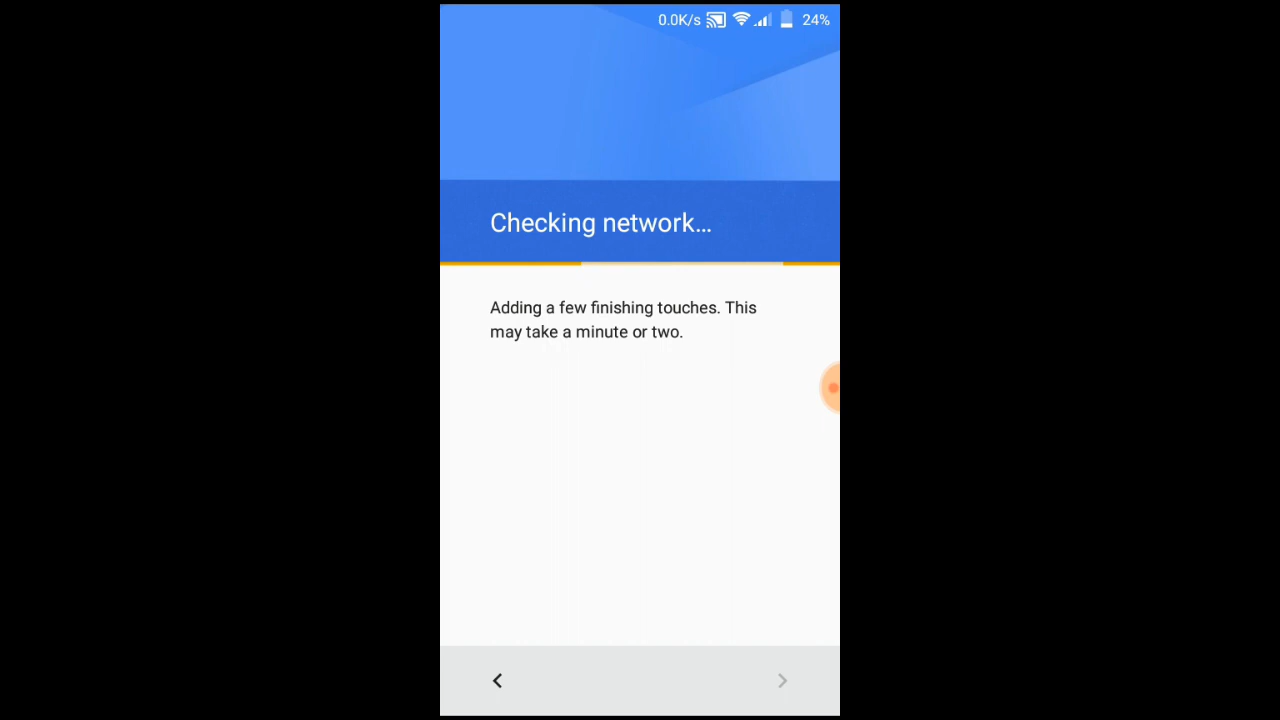 0.0K/s 24%
Checking network...
Adding a few finishing touches. This
may take a minute or two.